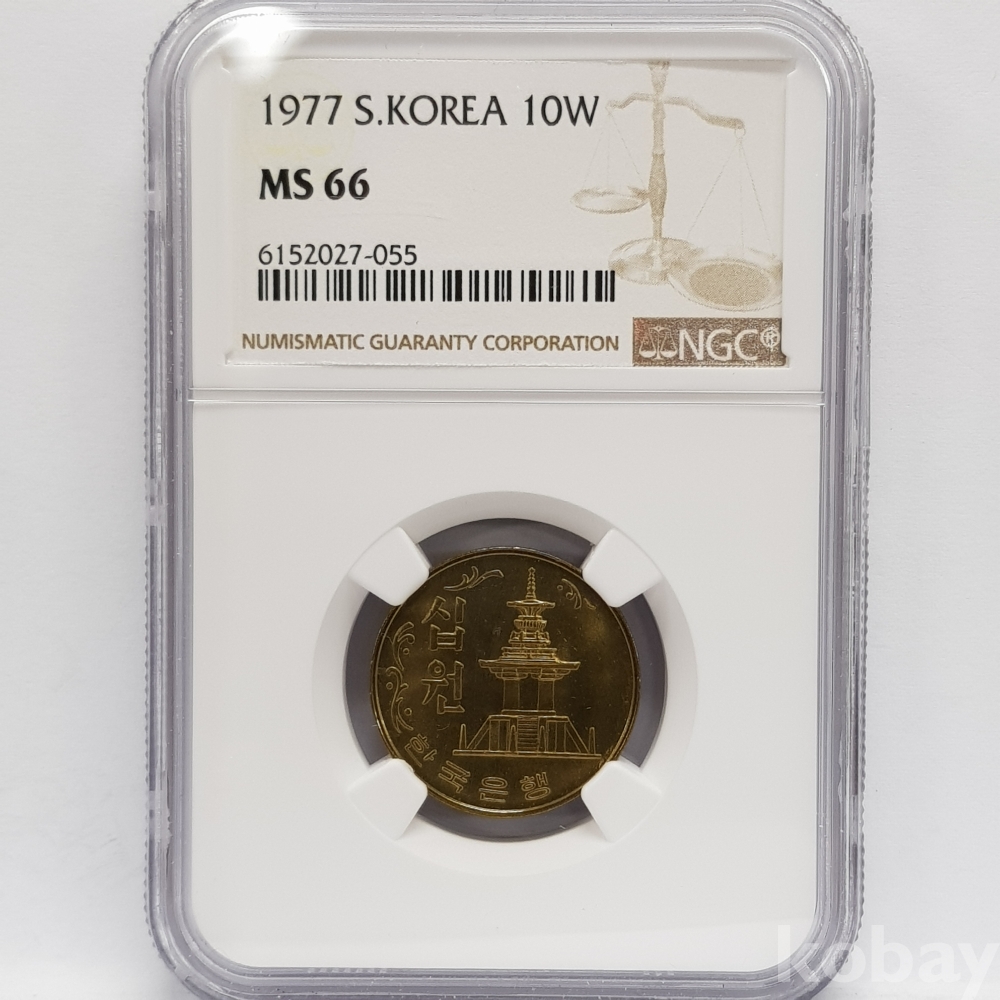 1977 S.KOREA 10W
MS 66
6152027-055
NUMISMATIC GUARANTY CORPORATION
NGC®
십원
한국은행
kobay